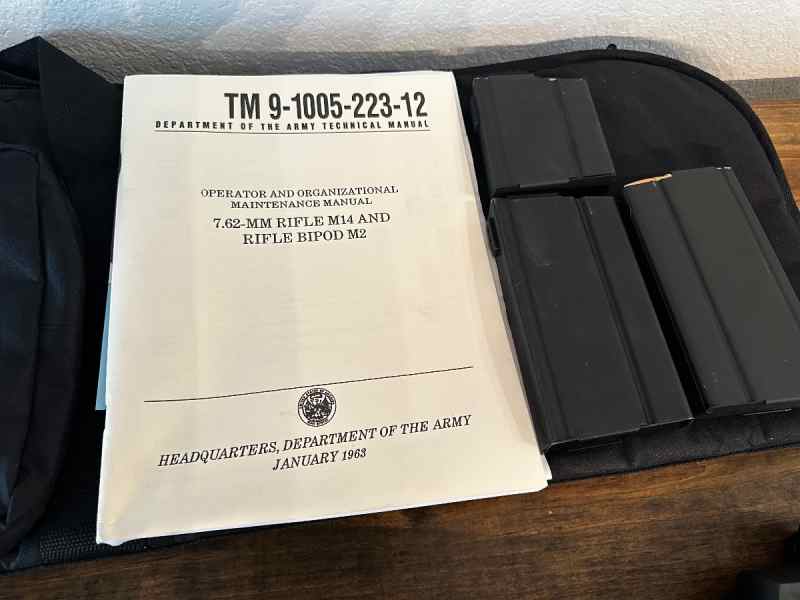 TM 9-1005-223-12
DEPARTMENT OF THE ARMY TECHNICAL MANUAL
OPERATOR AND ORGANIZATIONAL
MAINTENANCE MANUAL
7.62-MM RIFLE M14 AND
RIFLE BIPOD M2
HEADQUARTERS, DEPARTMENT OF THE ARMY
JANUARY 1963